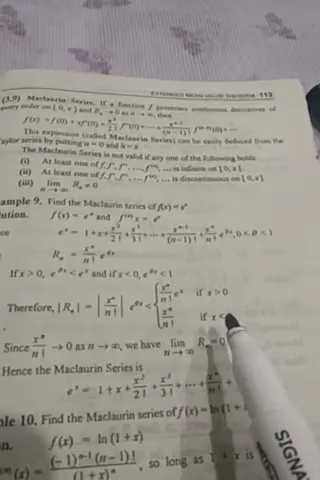 EXTENDED MEAN VALUE THEOREM 113
(3.9) Maclaurin Series. If a function f possesses continuous derivatives of
every order on [0, x] and Rₙ → 0 as n → ∞, then
f(x) = f(0) + xf'(0) + x²/2! f''(0) + ··· + xⁿ⁻¹/(n−1)! f⁽ⁿ⁻¹⁾(0) + ···
This expansion (called Maclaurin Series) can be easily deduced from the
Taylor series by putting a = 0 and h = x
The Maclaurin Series is not valid if any one of the following holds
(i) At least one of f, f', f'', ... f⁽ⁿ⁾, ... is infinite on ]0, x[.
(ii) At least one of f, f', f'', ..., f⁽ⁿ⁾, ... is discontinuous on [0, x]
(iii) lim n→∞ Rₙ ≠ 0
ample 9. Find the Maclaurin series of f(x) = eˣ
ution. f(x) = eˣ and f⁽ⁿ⁾x = eˣ
ce eˣ = 1 + x + x²/2! + x³/3! + ··· + xⁿ⁻¹/(n−1)! + xⁿ/n! e^θx, 0 < θ < 1
Rₙ = xⁿ/n! e^θx
If x > 0, e^θx < eˣ and if x < 0, e^θx < 1
Therefore, |Rₙ| = |xⁿ/n!| e^θx < { xⁿ/n! eˣ if x > 0
xⁿ/n! if x <
Since xⁿ/n! → 0 as n → ∞, we have lim n→∞ Rₙ = 0
Hence the Maclaurin Series is
eˣ = 1 + x + x²/2! + x³/3! + ··· + xⁿ/n! +
ple 10. Find the Maclaurin series of f(x) = ln (1 +
n. f(x) = ln (1 + x)
⁽ⁿ⁾(x) = (−1)ⁿ⁻¹ (n−1)!/(1 + x)ⁿ, so long as 1 + x is
SIGNA